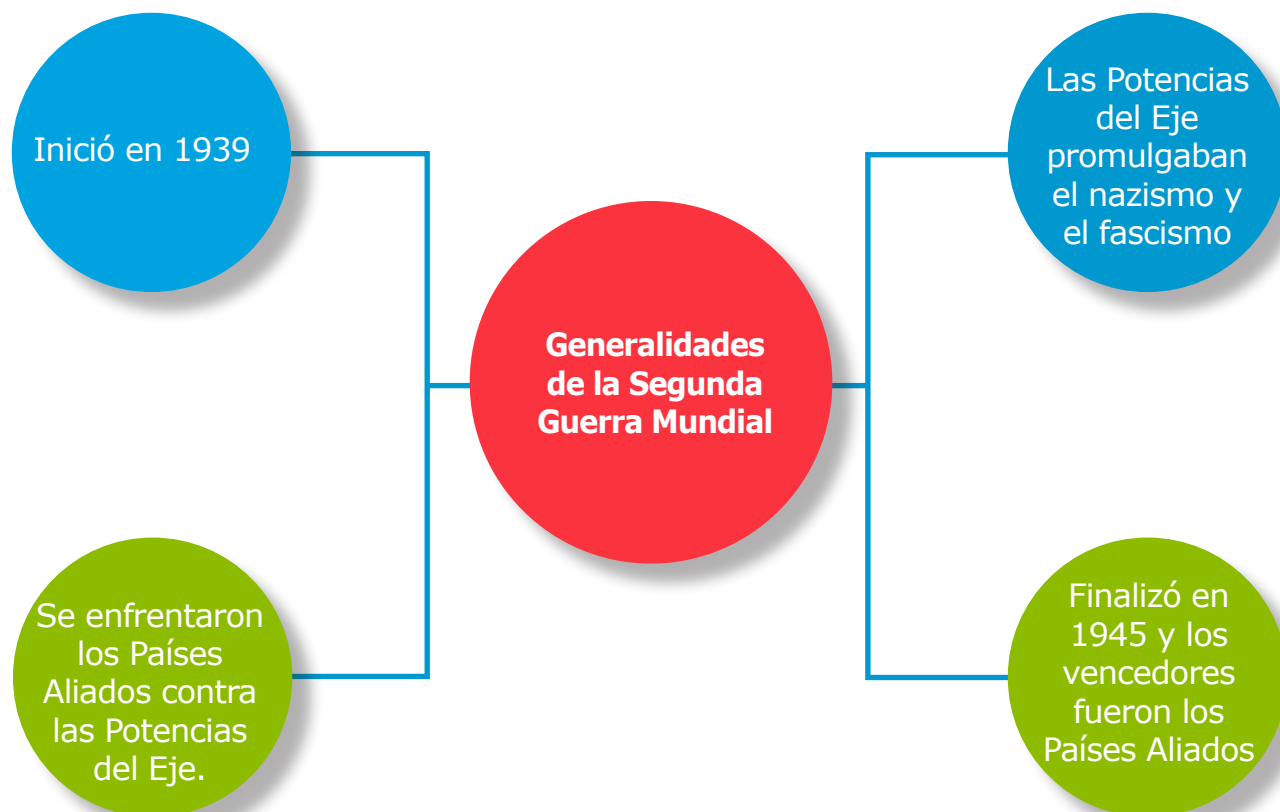 Inició en 1939
Las Potencias
del Eje
promulgaban
el nazismo y
el fascismo
Generalidades
de la Segunda
Guerra Mundial
Se enfrentaron
los Países
Aliados contra
las Potencias
del Eje.
Finalizó en
1945 y los
vencedores
fueron los
Países Aliados